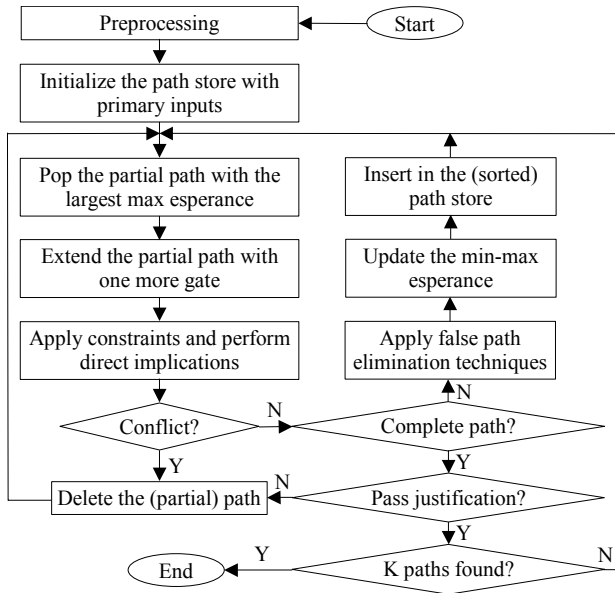 Preprocessing
Start
Initialize the path store with
primary inputs
Pop the partial path with the
largest max esperance
Insert in the (sorted)
path store
Extend the partial path with
one more gate
Update the min-max
esperance
Apply constraints and perform
direct implications
Apply false path
elimination techniques
N
N
Conflict?
Complete path?
Y
Y
Delete the (partial) path
N
Pass justification?
Y
Y
N
End
K paths found?